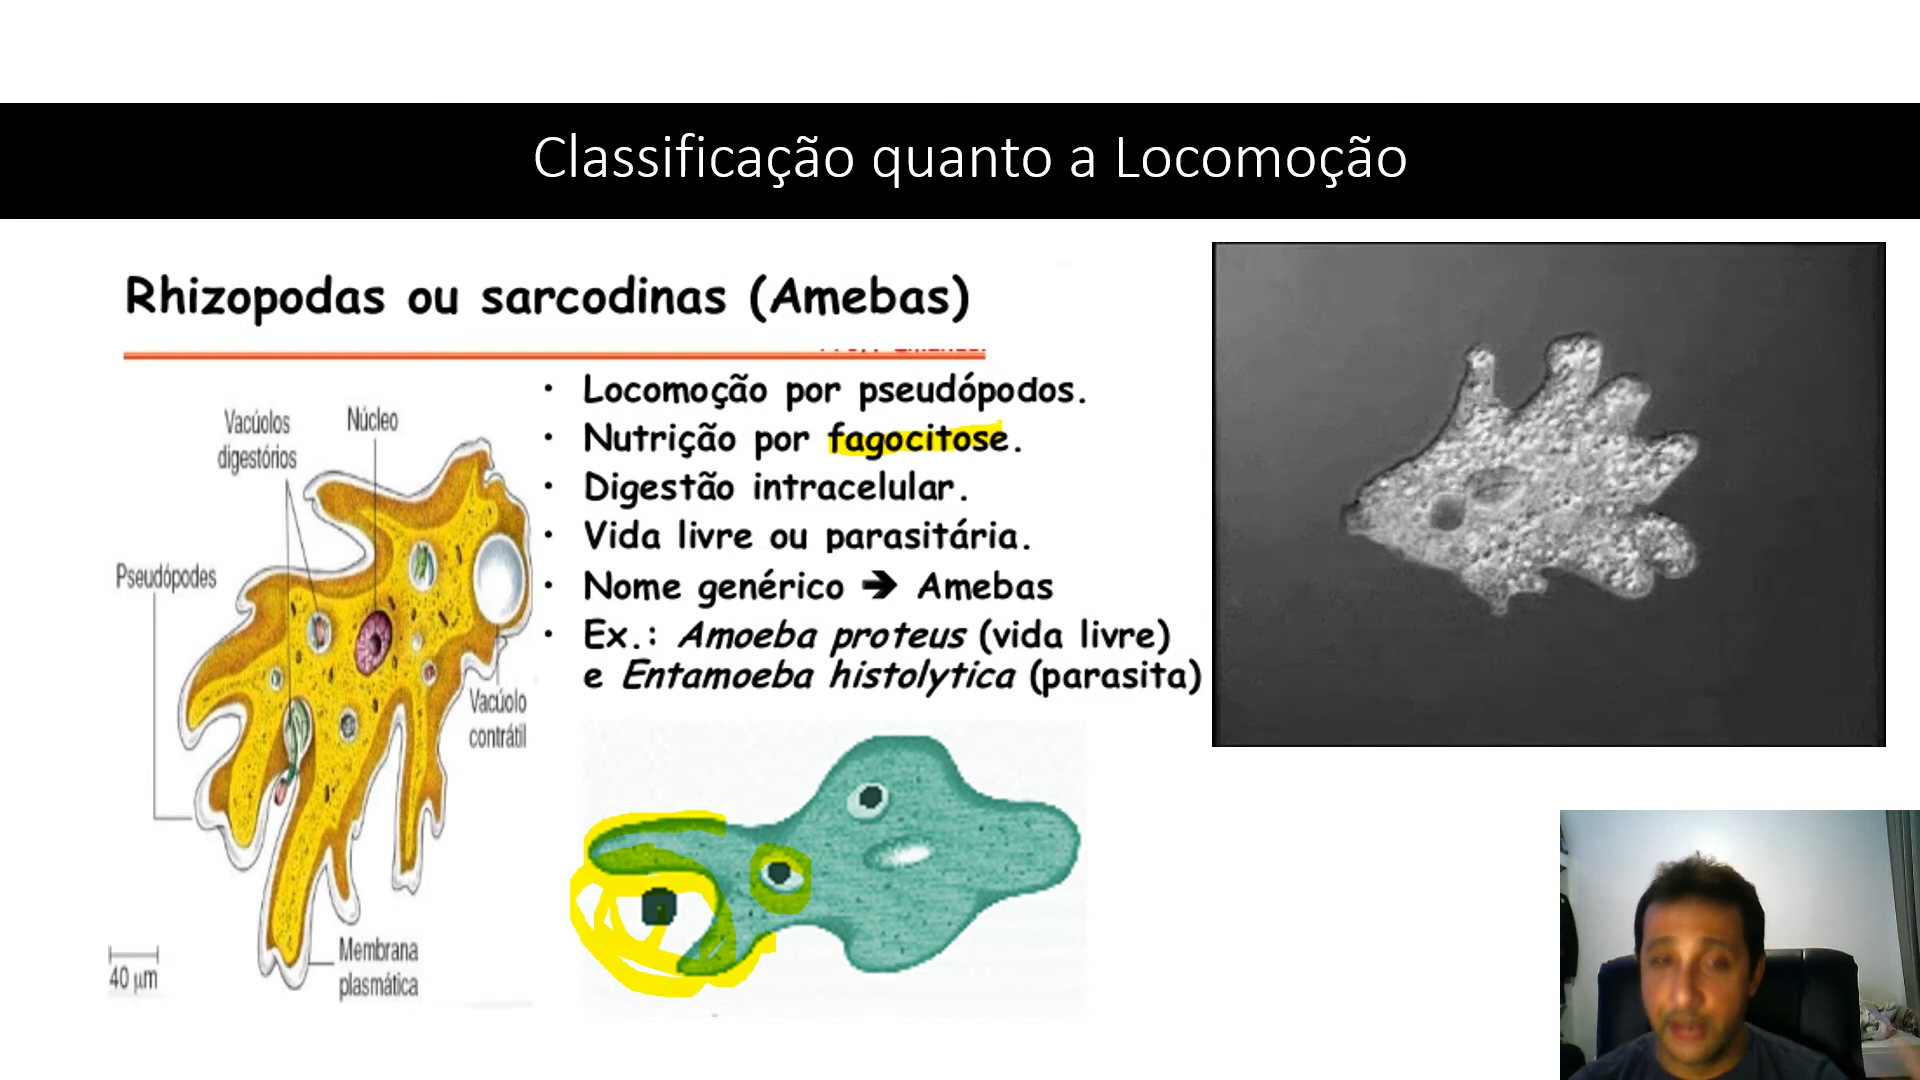 Classificação quanto a Locomoção
Rhizopodas ou sarcodinas (Amebas)
• Locomoção por pseudópodos.
• Nutrição por fagocitose.
• Digestão intracelular.
• Vida livre ou parasitária.
• Nome genérico ➔ Amebas
• Ex.: Amoeba proteus (vida livre)
e Entamoeba histolytica (parasita)
Vacúolos
digestórios
Núcleo
Pseudópodes
Vacúolo
contrátil
Membrana
plasmática
40 μm